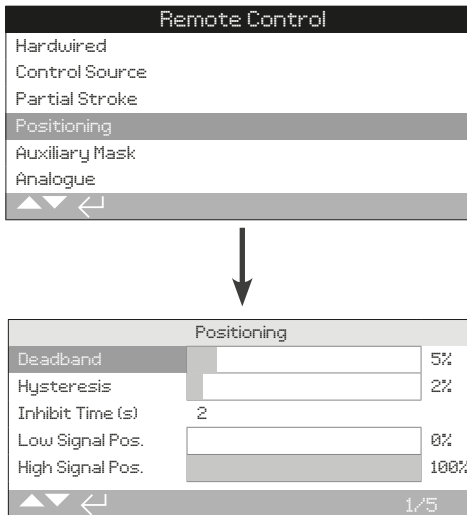 Remote Control
Hardwired
Control Source
Partial Stroke
Positioning
Auxiliary Mask
Analogue
Positioning
Deadband 5%
Hysteresis 2%
Inhibit Time (s) 2
Low Signal Pos. 0%
High Signal Pos. 100%
1/5